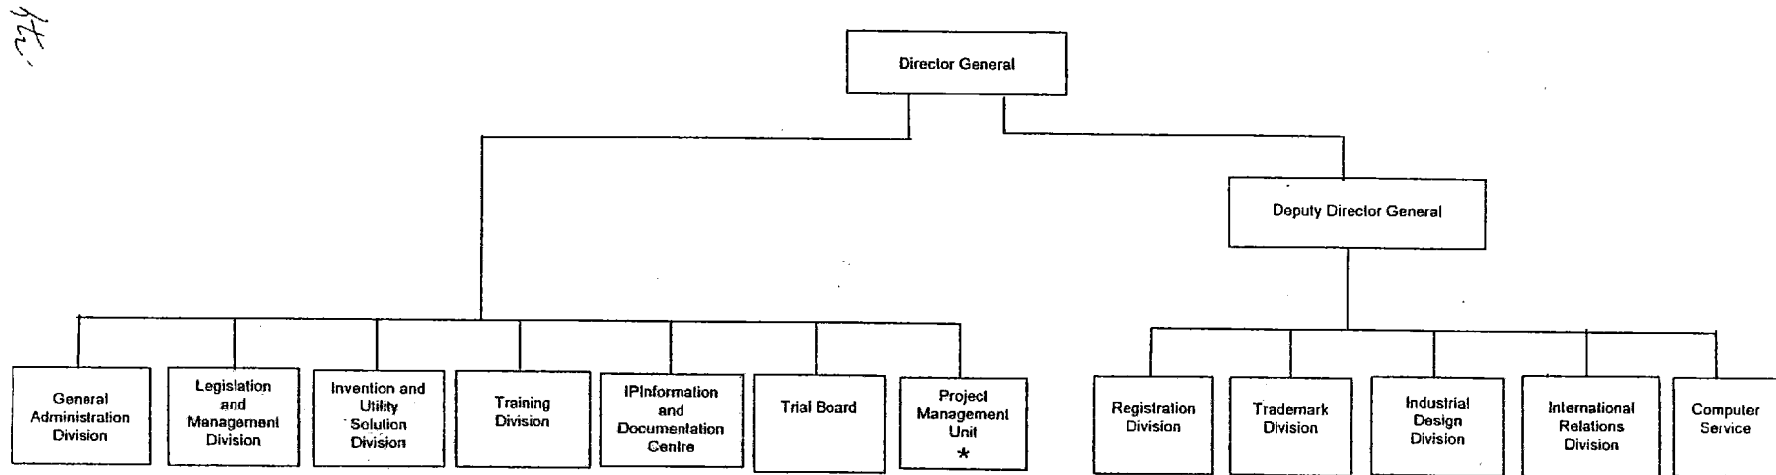 Director General
Deputy Director General
General
Administration
Division
Legislation
and
Management
Division
Invention and
Utility
Solution
Division
Training
Division
IPInformation
and
Documentation
Centre
Trial Board
Project
Management
Unit
*
Registration
Division
Trademark
Division
Industrial
Design
Division
International
Relations
Division
Computer
Service